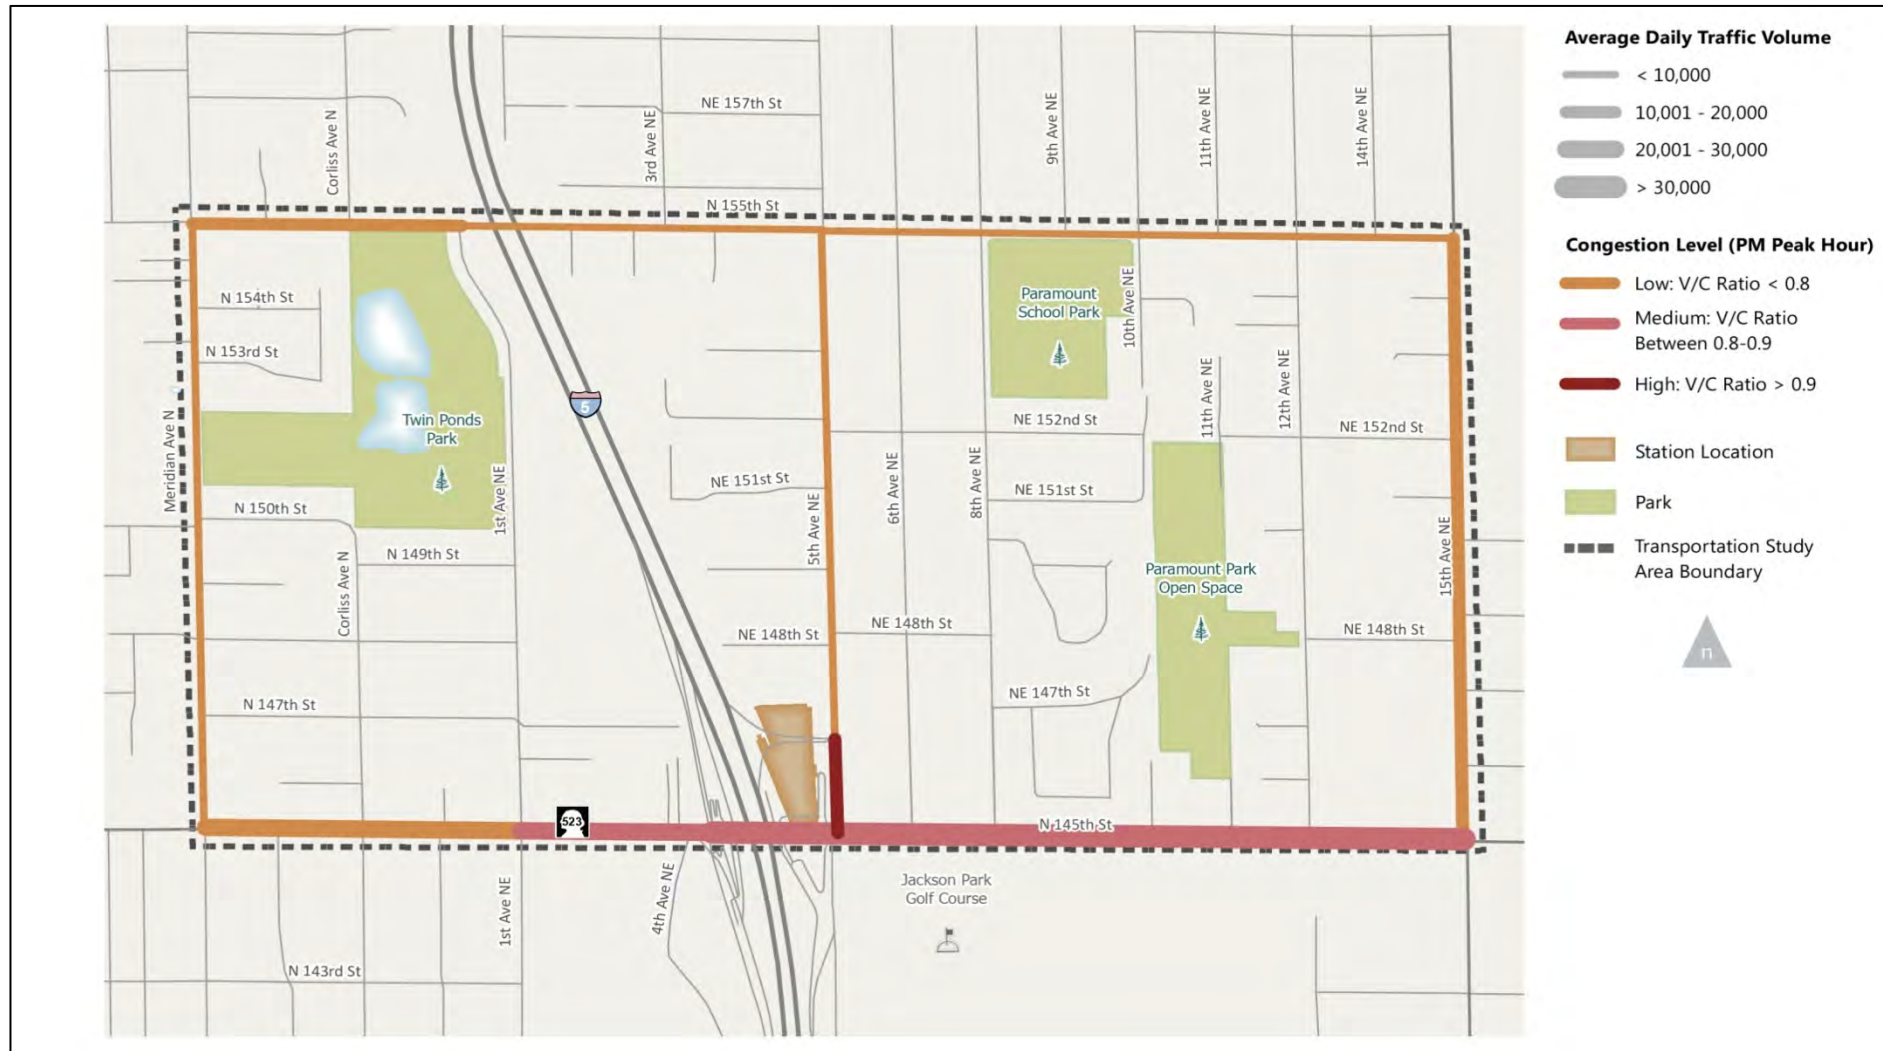 Average Daily Traffic Volume
< 10,000
10,001 - 20,000
20,001 - 30,000
> 30,000
Congestion Level (PM Peak Hour)
Low: V/C Ratio < 0.8
Medium: V/C Ratio
Between 0.8-0.9
High: V/C Ratio > 0.9
Station Location
Park
Transportation Study
Area Boundary
n
NE 157th St
Corliss Ave N
3rd Ave NE
9th Ave NE
11th Ave NE
14th Ave NE
N 155th St
N 154th St
N 153rd St
Paramount
School Park
10th Ave NE
5
Twin Ponds
Park
Meridian Ave N
1st Ave NE
NE 152nd St
11th Ave NE
12th Ave NE
NE 152nd St
NE 151st St
5th Ave NE
6th Ave NE
8th Ave NE
NE 151st St
15th Ave NE
N 150th St
N 149th St
Corliss Ave N
Paramount Park
Open Space
NE 148th St
NE 148th St
NE 148th St
N 147th St
NE 147th St
523
N 145th St
1st Ave NE
4th Ave NE
Jackson Park
Golf Course
N 143rd St